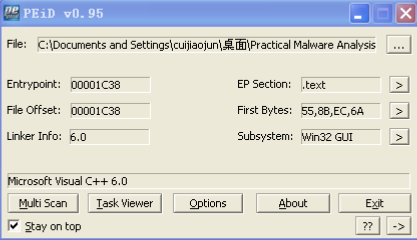 PEiD v0.95
File: C:\Documents and Settings\cuijiaojun\桌面\Practical Malware Analysis ...
Entrypoint: 00001C38 EP Section: .text >
File Offset: 00001C38 First Bytes: 55,8B,EC,6A >
Linker Info: 6.0 Subsystem: Win32 GUI >
Microsoft Visual C++ 6.0
Multi Scan Task Viewer Options About Exit
Stay on top ?? ->